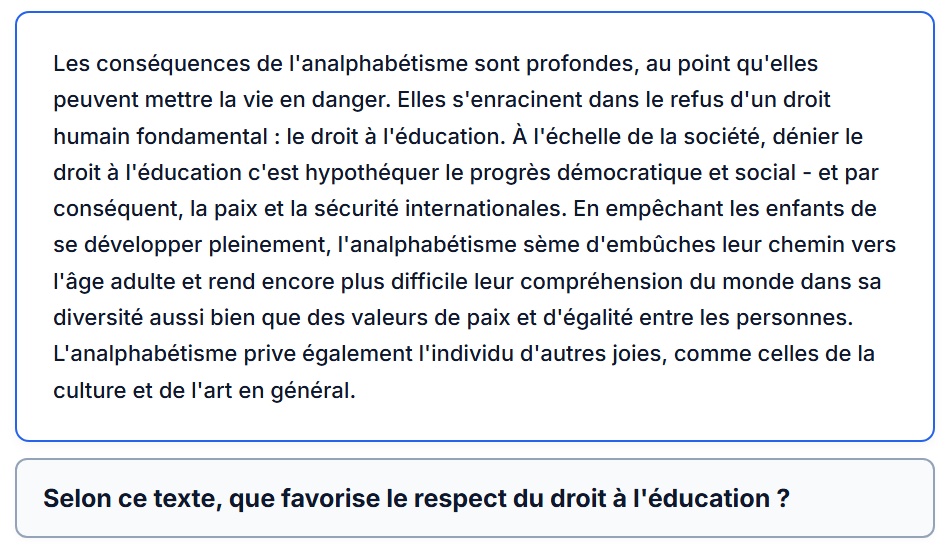 Les conséquences de l'analphabétisme sont profondes, au point qu'elles
peuvent mettre la vie en danger. Elles s'enracinent dans le refus d'un droit
humain fondamental : le droit à l'éducation. À l'échelle de la société, dénier le
droit à l'éducation c'est hypothéquer le progrès démocratique et social - et par
conséquent, la paix et la sécurité internationales. En empêchant les enfants de
se développer pleinement, l'analphabétisme sème d'embûches leur chemin vers
l'âge adulte et rend encore plus difficile leur compréhension du monde dans sa
diversité aussi bien que des valeurs de paix et d'égalité entre les personnes.
L'analphabétisme prive également l'individu d'autres joies, comme celles de la
culture et de l'art en général.
Selon ce texte, que favorise le respect du droit à l'éducation ?